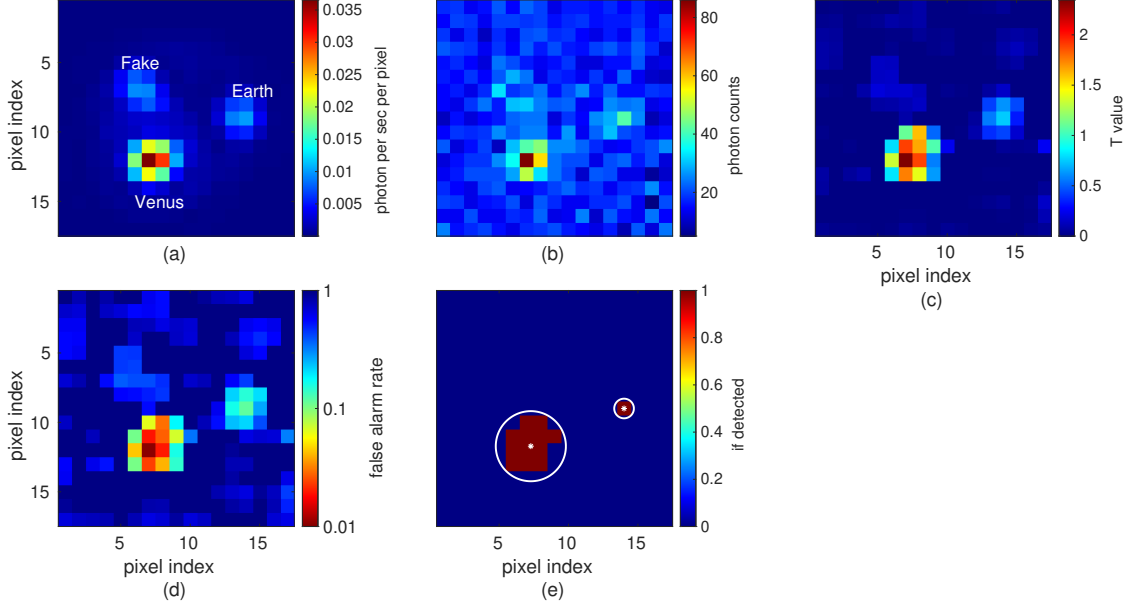 5
10
15
pixel index
Fake
Earth
Venus
(a)
0.035
0.03
0.025
0.02
0.015
0.01
0.005
photon per sec per pixel
(b)
80
60
40
20
photon counts
5 10 15
pixel index
(c)
2
1.5
1
0.5
0
T value
5
10
15
pixel index
5 10 15
pixel index
(d)
1
0.1
0.01
false alarm rate
5 10 15
pixel index
(e)
1
0.8
0.6
0.4
0.2
0
if detected